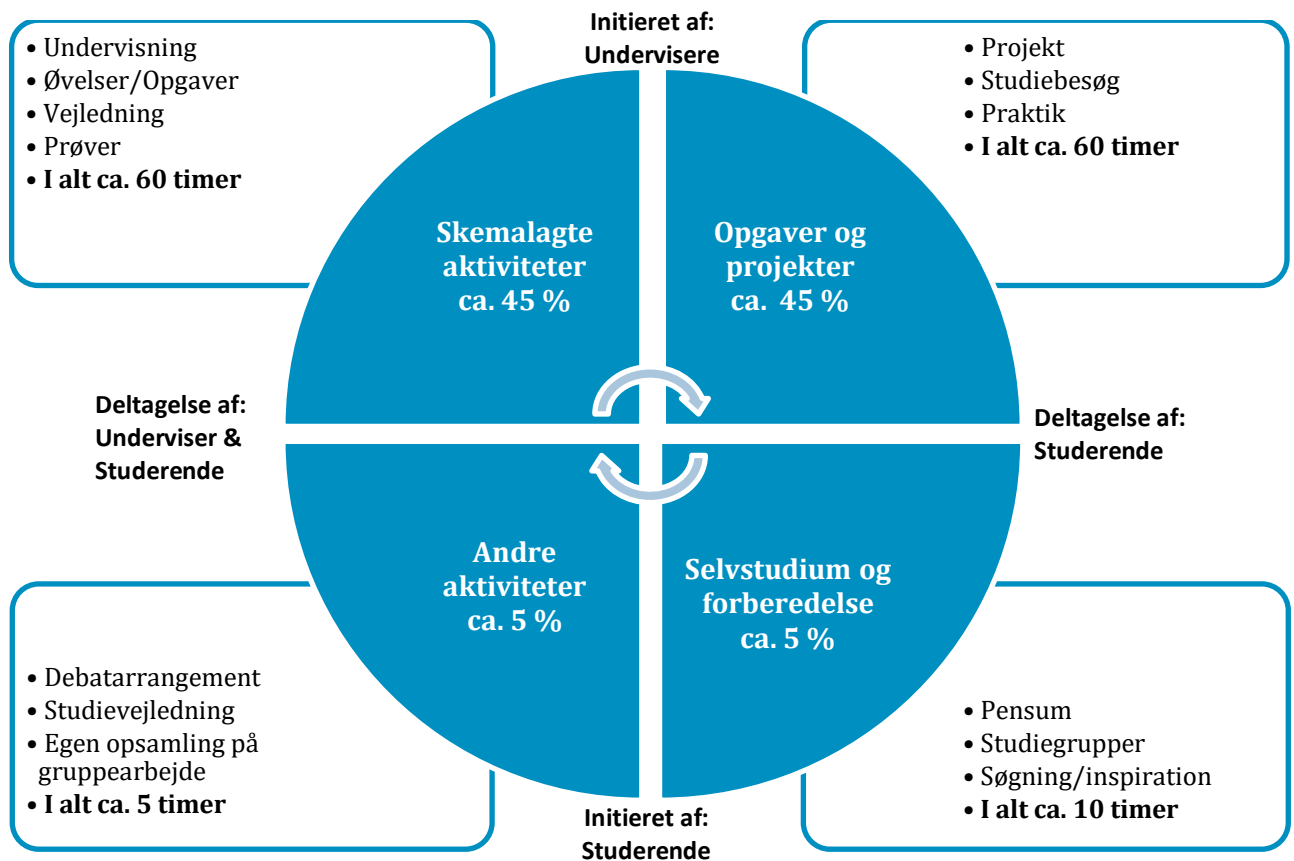 Initieret af:
Undervisere
• Undervisning
• Øvelser/Opgaver
• Vejledning
• Prøver
• I alt ca. 60 timer
• Projekt
• Studiebesøg
• Praktik
• I alt ca. 60 timer
Skemalagte
aktiviteter
ca. 45 %
Opgaver og
projekter
ca. 45 %
Deltagelse af:
Underviser &
Studerende
Deltagelse af:
Studerende
Andre
aktiviteter
ca. 5 %
Selvstudium og
forberedelse
ca. 5 %
• Debatarrangement
• Studievejledning
• Egen opsamling på
gruppearbejde
• I alt ca. 5 timer
• Pensum
• Studiegrupper
• Søgning/inspiration
• I alt ca. 10 timer
Initieret af:
Studerende